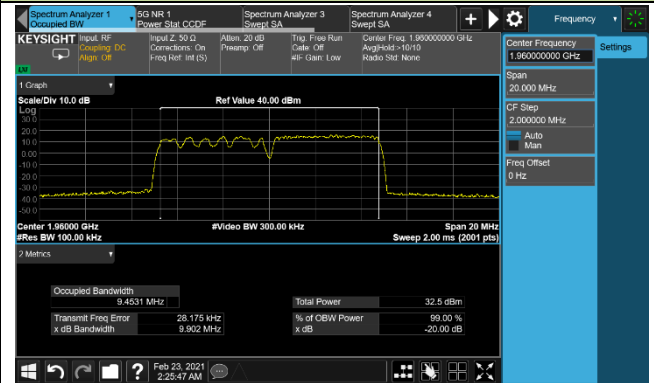 Spectrum Analyzer 1
Occupied BW
5G NR 1
Power Stat CCDF
Spectrum Analyzer 3
Swept SA
Spectrum Analyzer 4
Swept SA
Frequency
KEYSIGHT
Input: RF
Coupling: DC
Align: Off
Input Z: 50 Ω
Corrections: On
Freq Ref: Int (S)
Atten: 20 dB
Preamp: Off
Trig: Free Run
Gate: Off
#IF Gain: Low
Center Freq: 1.960000000 GHz
Avg|Hold:>10/10
Radio Std: None
Center Frequency
1.960000000 GHz
Settings
Span
20.000 MHz
CF Step
2.000000 MHz
Auto
Man
Freq Offset
0 Hz
1 Graph
Scale/Div 10.0 dB
Ref Value 40.00 dBm
Log
30.0
20.0
10.0
0.00
-10.0
-20.0
-30.0
-40.0
-50.0
Center 1.96000 GHz
#Video BW 300.00 kHz
Span 20 MHz
#Res BW 100.00 kHz
Sweep 2.00 ms (2001 pts)
2 Metrics
Occupied Bandwidth
9.4531 MHz
Total Power
32.5 dBm
Transmit Freq Error
28.175 kHz
% of OBW Power
99.00 %
x dB Bandwidth
9.902 MHz
x dB
-20.00 dB
Feb 23, 2021
2:25:47 AM